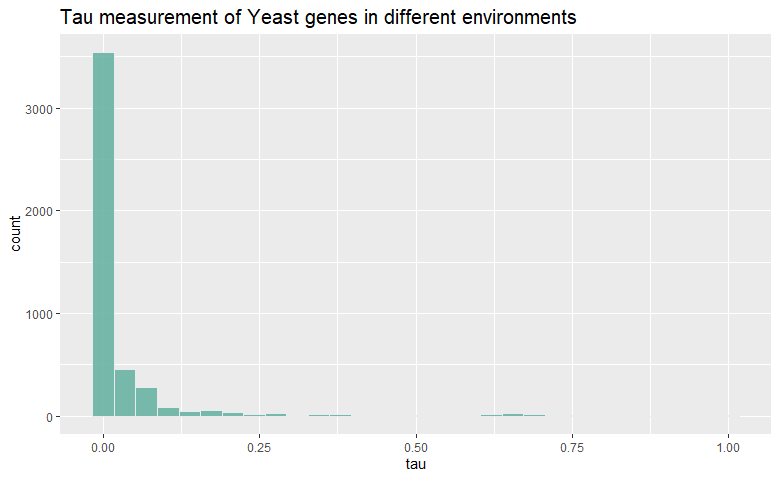 Tau measurement of Yeast genes in different environments
count
3000
2000
1000
0
0.00 0.25 0.50 0.75 1.00
tau